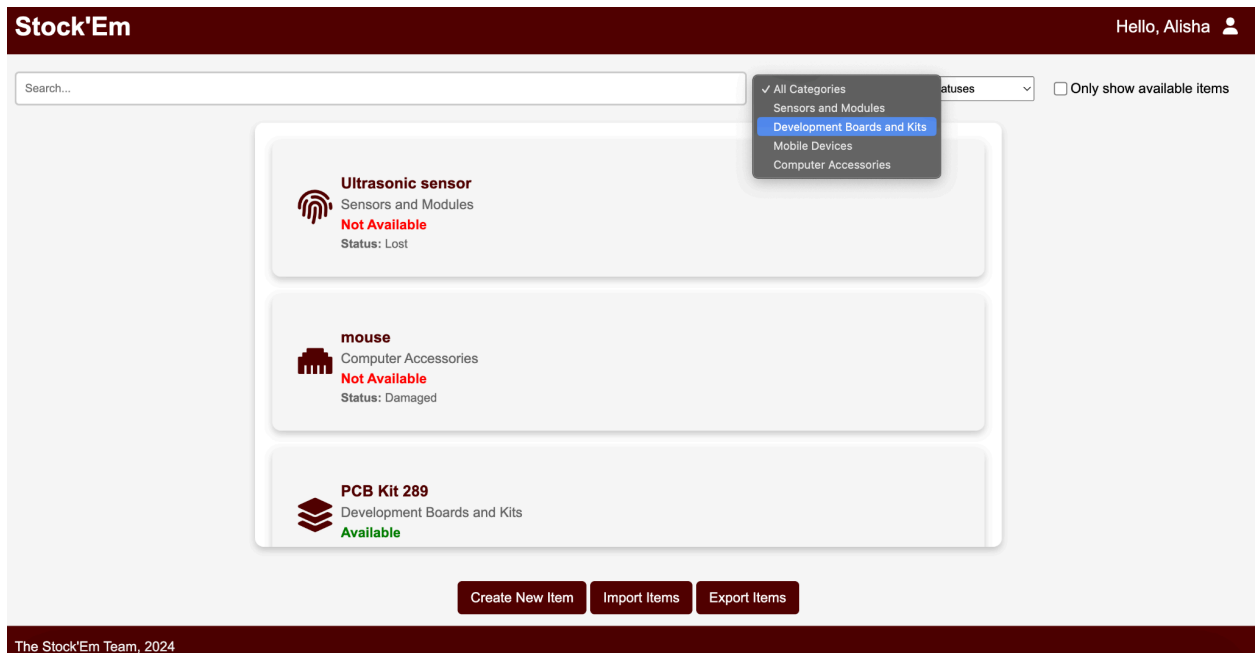 Stock'Em
Hello, Alisha
Search...
✓ All Categories
Sensors and Modules
Development Boards and Kits
Mobile Devices
Computer Accessories
atuses
Only show available items
Ultrasonic sensor
Sensors and Modules
Not Available
Status: Lost
mouse
Computer Accessories
Not Available
Status: Damaged
PCB Kit 289
Development Boards and Kits
Available
Create New Item
Import Items
Export Items
The Stock'Em Team, 2024